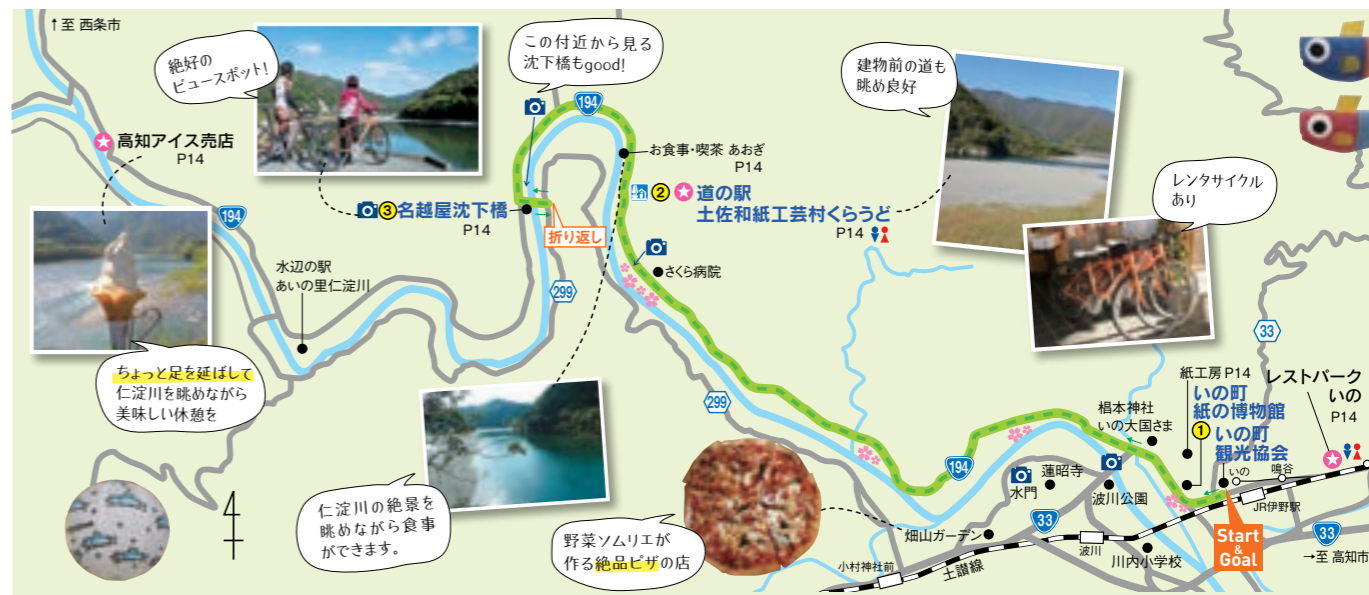 ↑至 西条市
絶好の
ビュースポット!
この付近から見る
沈下橋もgood!
建物前の道も
眺め良好
194
高知アイス売店
P14
お食事・喫茶 あおぎ
P14
レンタサイクル
あり
③名越屋沈下橋
P14
折り返し
② 道の駅
土佐和紙工芸村くらうど
P14
194
水辺の駅
あいの里仁淀川
299
さくら病院
33
ちょっと足を延ばして
仁淀川を眺めながら
美味しい休憩を
299
紙工房 P14
レストパーク
いの
P14
いの町
紙の博物館
① いの町
観光協会
椙本神社
いの大国さま
いの
鳴谷
194
蓮昭寺
水門
波川公園
JR伊野駅
仁淀川の絶景を
眺めながら食事
ができます。
野菜ソムリエが
作る絶品ピザの店
畑山ガーデン
33
波川
川内小学校
Start
&
Goal
33
→至 高知市
小村神社前
土讃線
4